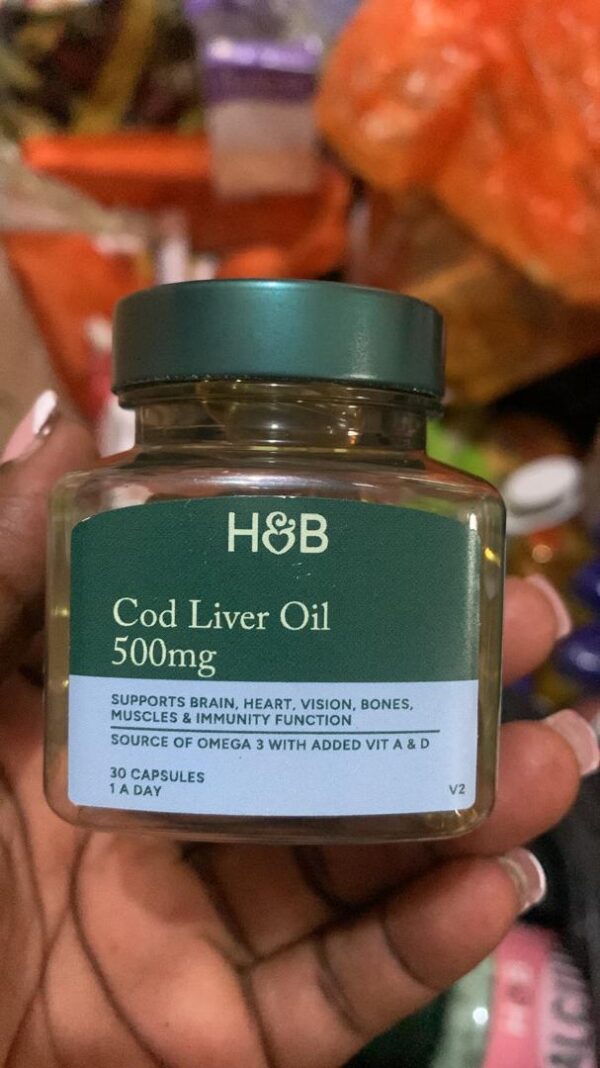 H&B
Cod Liver Oil
500mg
SUPPORTS BRAIN, HEART, VISION, BONES,
MUSCLES & IMMUNITY FUNCTION
SOURCE OF OMEGA 3 WITH ADDED VIT A & D
30 CAPSULES
1 A DAY
V2